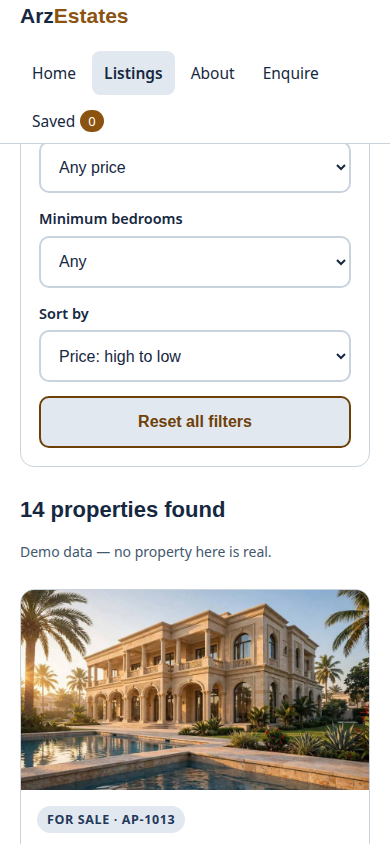 ArzEstates
Home Listings About Enquire
Saved 0
Any price
Minimum bedrooms
Any
Sort by
Price: high to low
Reset all filters
14 properties found
Demo data — no property here is real.
FOR SALE · AP-1013